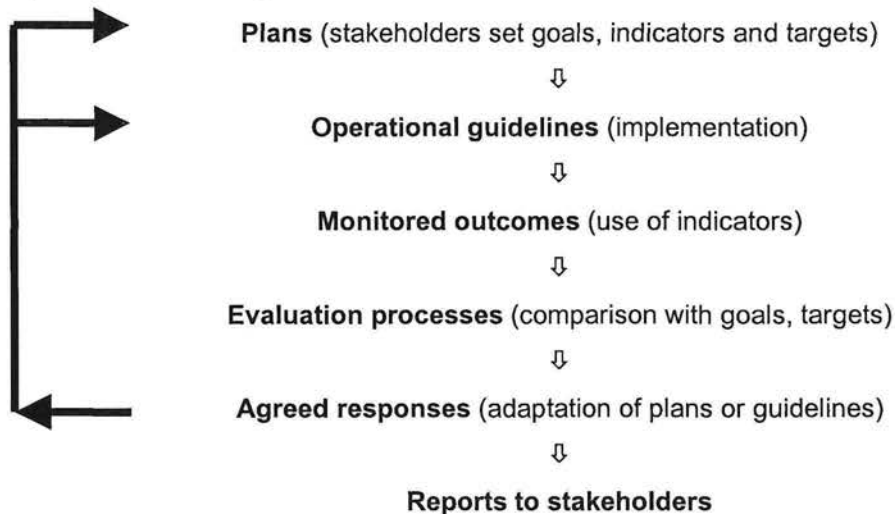 Plans (stakeholders set goals, indicators and targets)
Operational guidelines (implementation)
Monitored outcomes (use of indicators)
Evaluation processes (comparison with goals, targets)
Agreed responses (adaptation of plans or guidelines)
Reports to stakeholders